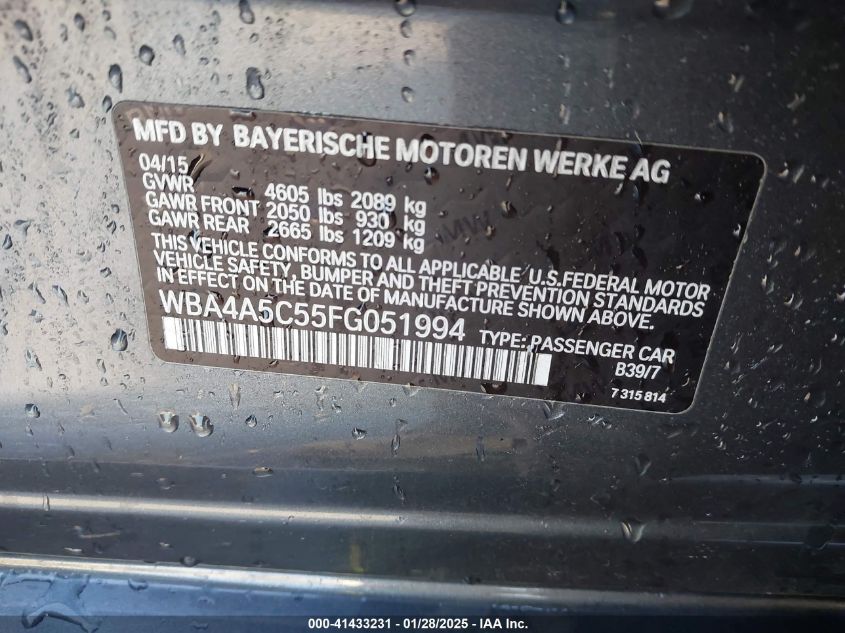 MFD BY BAYERISCHE MOTOREN WERKE AG
04/15
GVWR 4605 lbs 2089 kg
GAWR FRONT 2050 lbs 930 kg
GAWR REAR 2665 lbs 1209 kg
THIS VEHICLE CONFORMS TO ALL APPLICABLE U.S.FEDERAL MOTOR
VEHICLE SAFETY, BUMPER AND THEFT PREVENTION STANDARDS
IN EFFECT ON THE DATE OF MANUFACTURE SHOWN ABOVE.
WBA4A5C55FG051994 TYPE: PASSENGER CAR
B39/7
7 315 814
000-41433231 - 01/28/2025 - IAAI Inc.